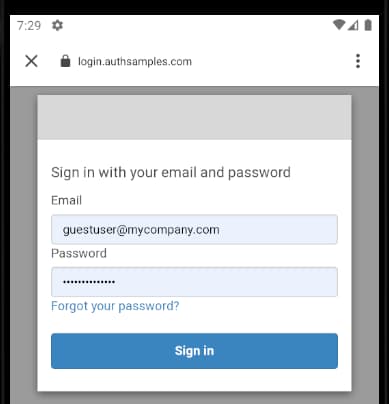 7:29
login.authsamples.com
Sign in with your email and password
Email
guestuser@mycompany.com
Password
••••••••••••••
Forgot your password?
Sign in